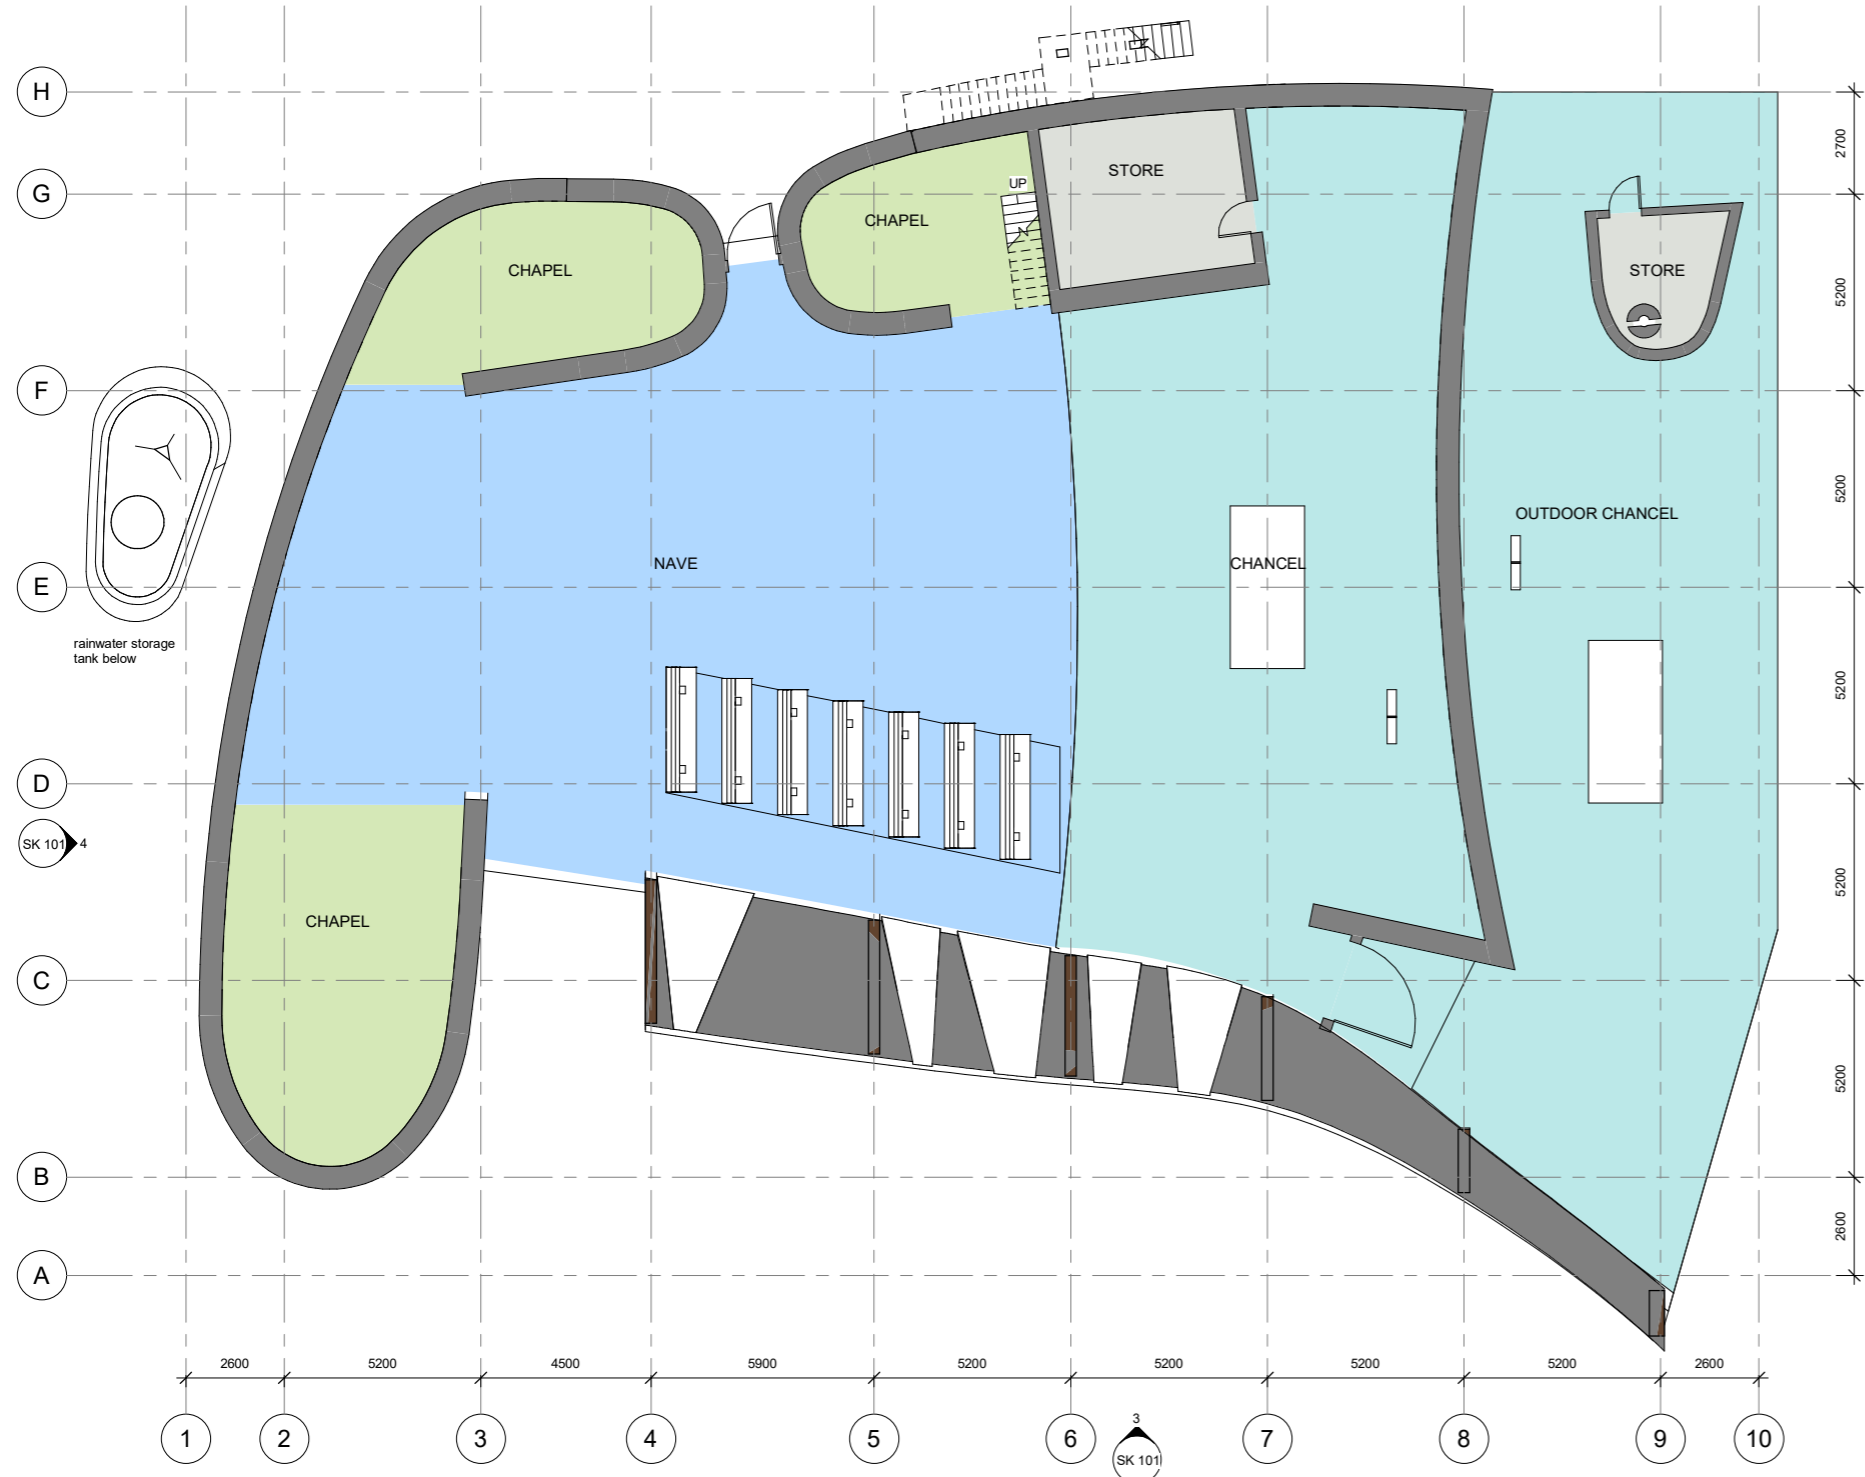 H
2700
G
UP
STORE
CHAPEL
CHAPEL
STORE
5200
F
5200
OUTDOOR CHANCEL
NAVE
CHANCEL
E
rainwater storage
tank below
5200
D
SK 101
4
5200
CHAPEL
C
5200
B
2600
A
2600
5200
4500
5900
5200
5200
5200
5200
2600
1
2
3
4
5
6
3
SK 101
7
8
9
10